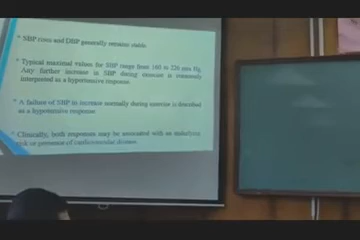 * SBP rises and DBP generally remain stable
* Typical maximal values for SBP range from 180 to 220 mm Hg.
Any further increase in SBP during exercise is commonly
interpreted as a hypertensive response.
* A failure of SBP to increase normally during exercise is described
as a hypotensive response.
* Clinically, both responses may be associated with an underlying
risk or presence of cardiovascular disease.